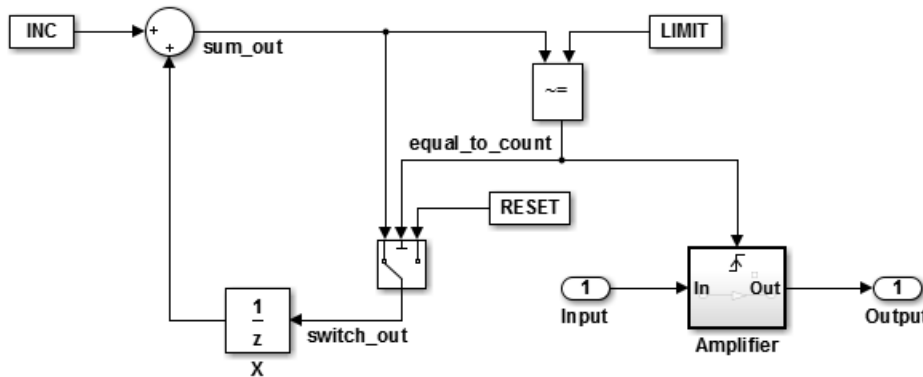 INC
+
+
sum_out
LIMIT
~=
equal_to_count
RESET
1
z
X
switch_out
1
Input
In
Out
Amplifier
1
Output